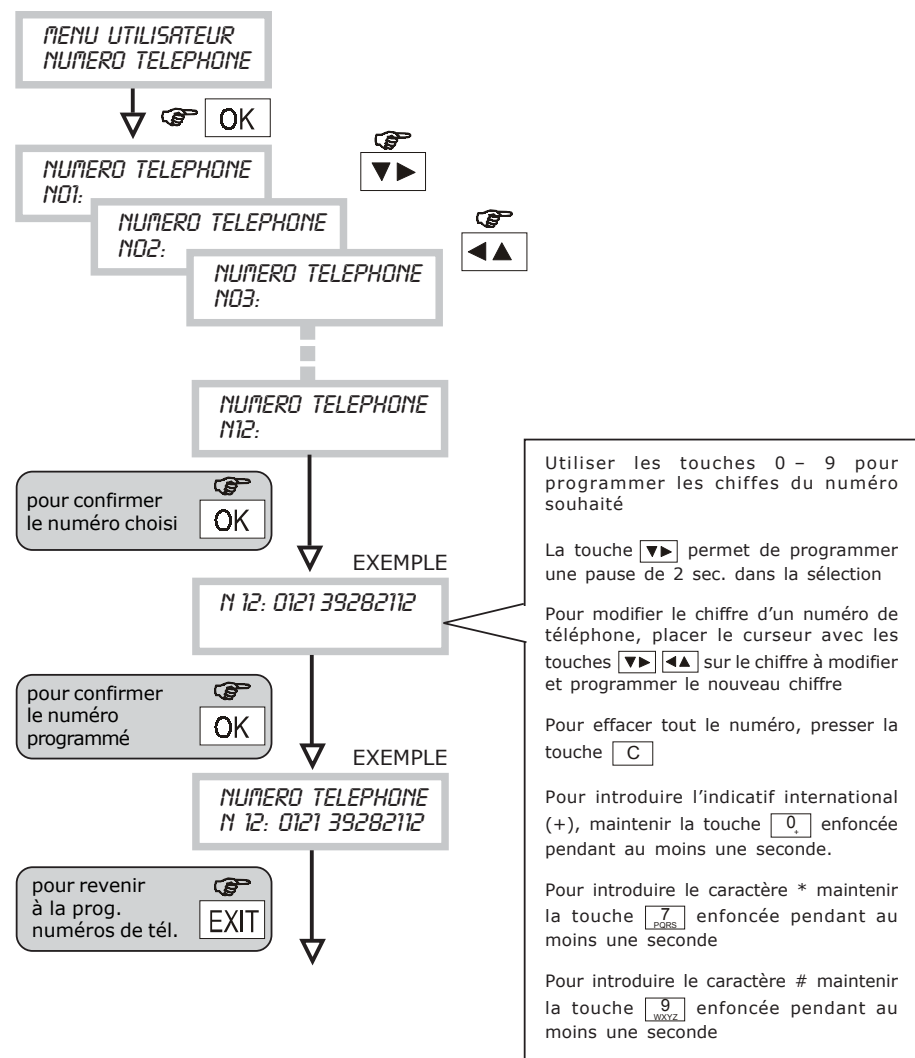 MENU UTILISATEUR
NUMERO TELEPHONE
OK
NUMERO TELEPHONE
N01:
▼▶
NUMERO TELEPHONE
N02:
◀▲
NUMERO TELEPHONE
N03:
NUMERO TELEPHONE
N12:
pour confirmer
le numéro choisi
OK
EXEMPLE
N 12: 0121 39282112
pour confirmer
le numéro
programmé
OK
EXEMPLE
NUMERO TELEPHONE
N 12: 0121 39282112
pour revenir
à la prog.
numéros de tél.
EXIT
Utiliser les touches 0 – 9 pour
programmer les chiffes du numéro
souhaité
La touche ▼▶ permet de programmer
une pause de 2 sec. dans la sélection
Pour modifier le chiffre d'un numéro de
téléphone, placer le curseur avec les
touches ▼▶ ◀▲ sur le chiffre à modifier
et programmer le nouveau chiffre
Pour effacer tout le numéro, presser la
touche C
Pour introduire l'indicatif international
(+), maintenir la touche 0 + enfoncée
pendant au moins une seconde.
Pour introduire le caractère * maintenir
la touche 7 PQRS enfoncée pendant au
moins une seconde
Pour introduire le caractère # maintenir
la touche 9 WXYZ enfoncée pendant au
moins une seconde